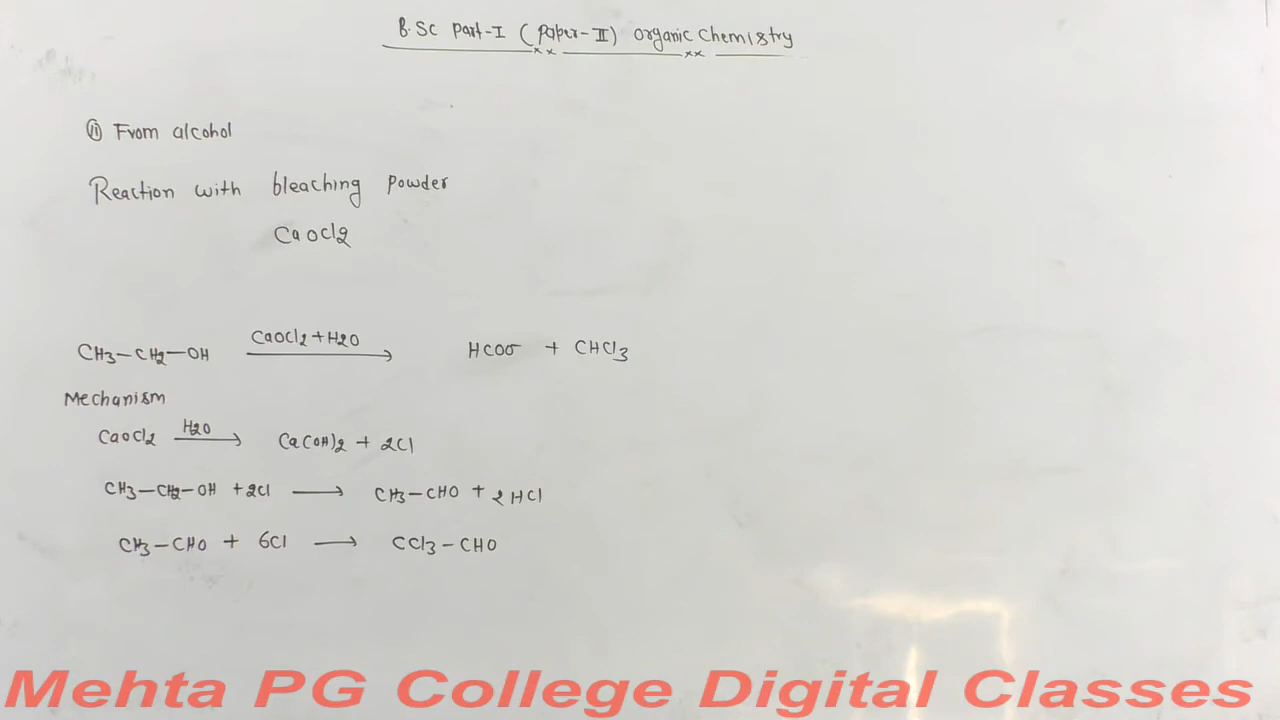 B.Sc Part-I (Paper-II) Organic Chemistry
(ii) From alcohol
Reaction with bleaching powder
CaOCl2
CH3-CH2-OH CaOCl2+H2O → HCOO- + CHCl3
Mechanism
CaOCl2 H2O → Ca(OH)2 + 2Cl
CH3-CH2-OH + 2Cl → CH3-CHO + 2HCl
CH3-CHO + 6Cl → CCl3-CHO
Mehta PG College Digital Classes